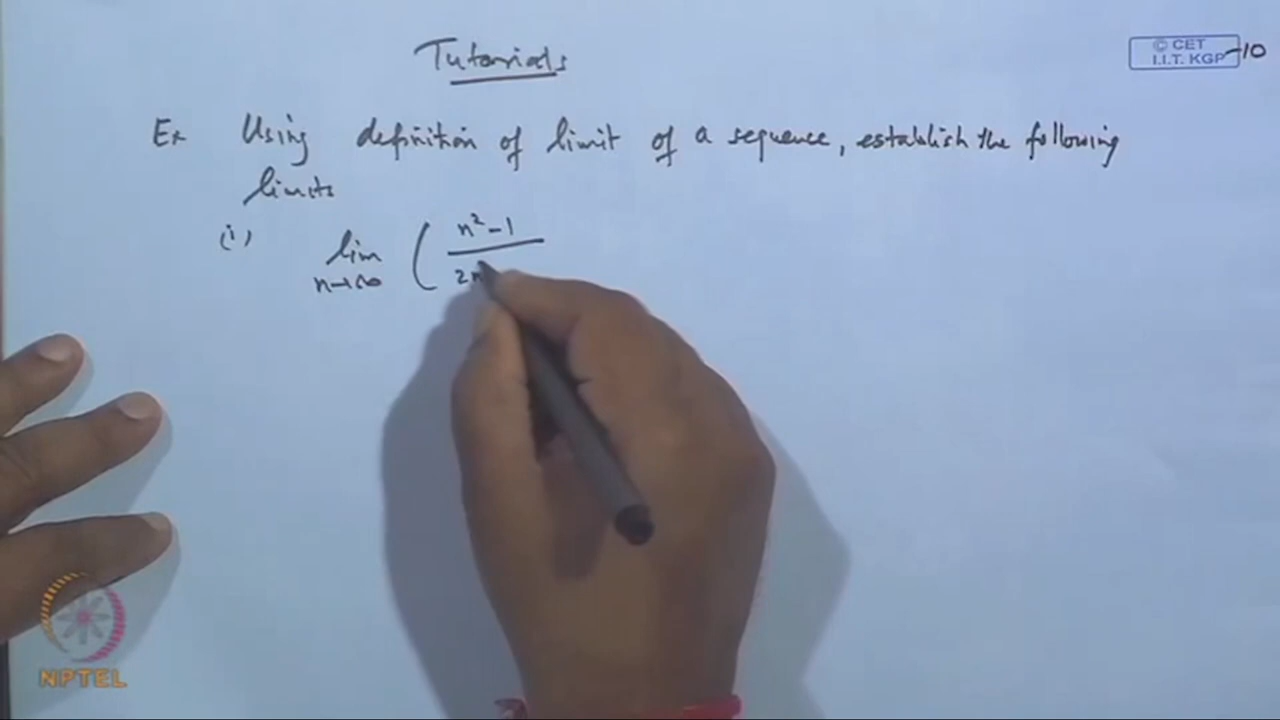 Tutorials
© CET
I.I.T. KGP -10
Ex Using definition of limit of a sequence, establish the following
limits
(i) lim n→∞ ( n² - 1 / 2n
NPTEL